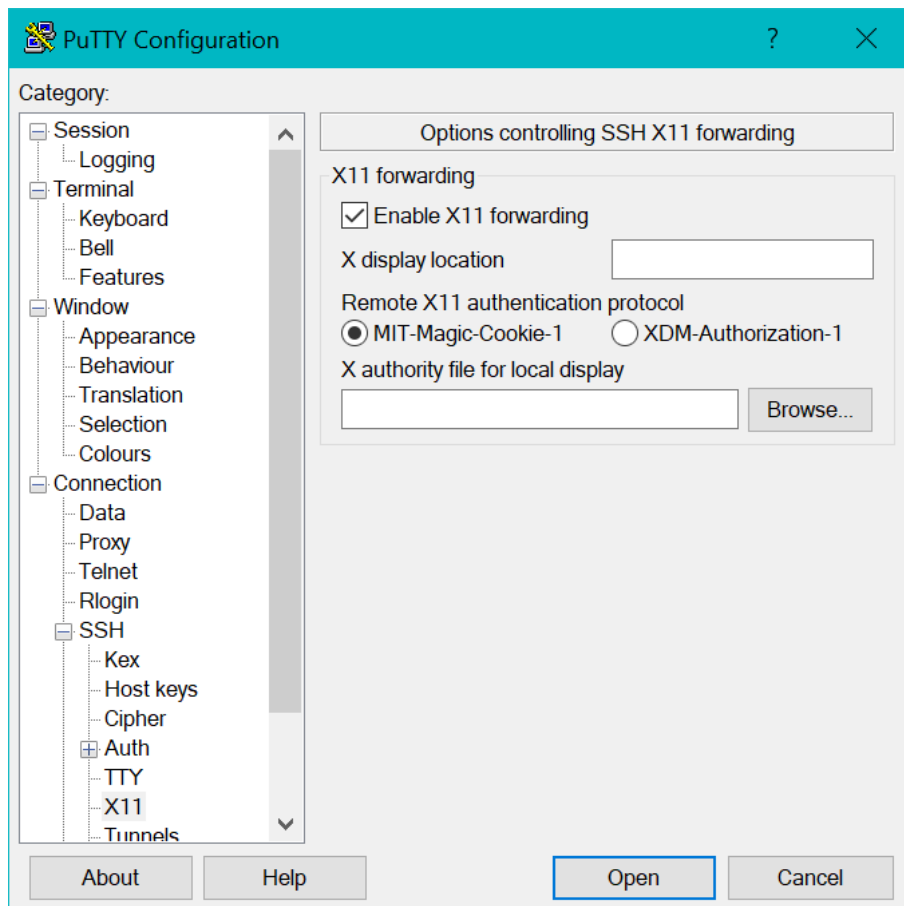 PuTTY Configuration
?
Category:
Session
Logging
Terminal
Keyboard
Bell
Features
Window
Appearance
Behaviour
Translation
Selection
Colours
Connection
Data
Proxy
Telnet
Rlogin
SSH
Kex
Host keys
Cipher
Auth
TTY
X11
Tunnels
Options controlling SSH X11 forwarding
X11 forwarding
Enable X11 forwarding
X display location
Remote X11 authentication protocol
MIT-Magic-Cookie-1 XDM-Authorization-1
X authority file for local display
Browse...
About Help Open Cancel